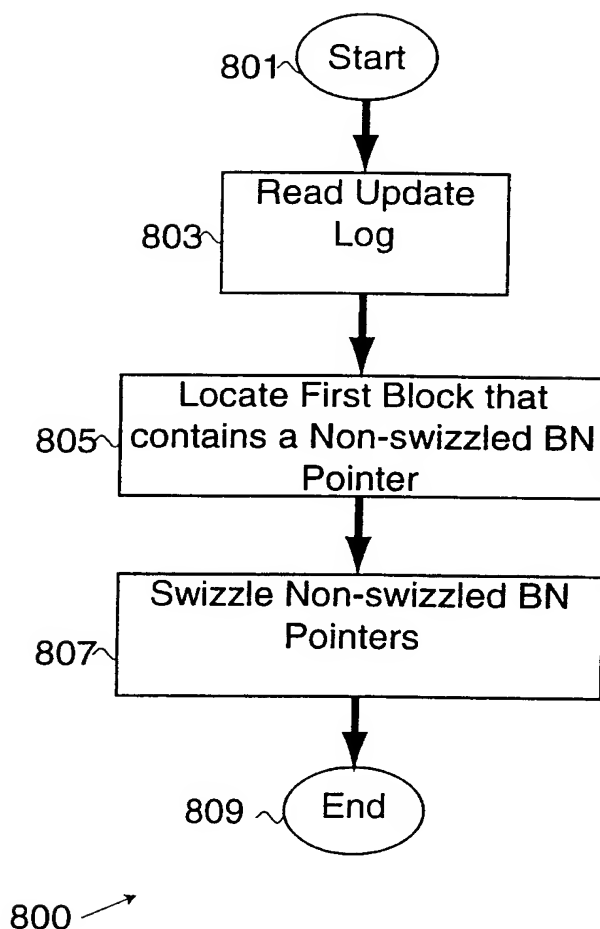 Start
801
Read Update
Log
803
Locate First Block that
contains a Non-swizzled BN
Pointer
805
Swizzle Non-swizzled BN
Pointers
807
End
809
800